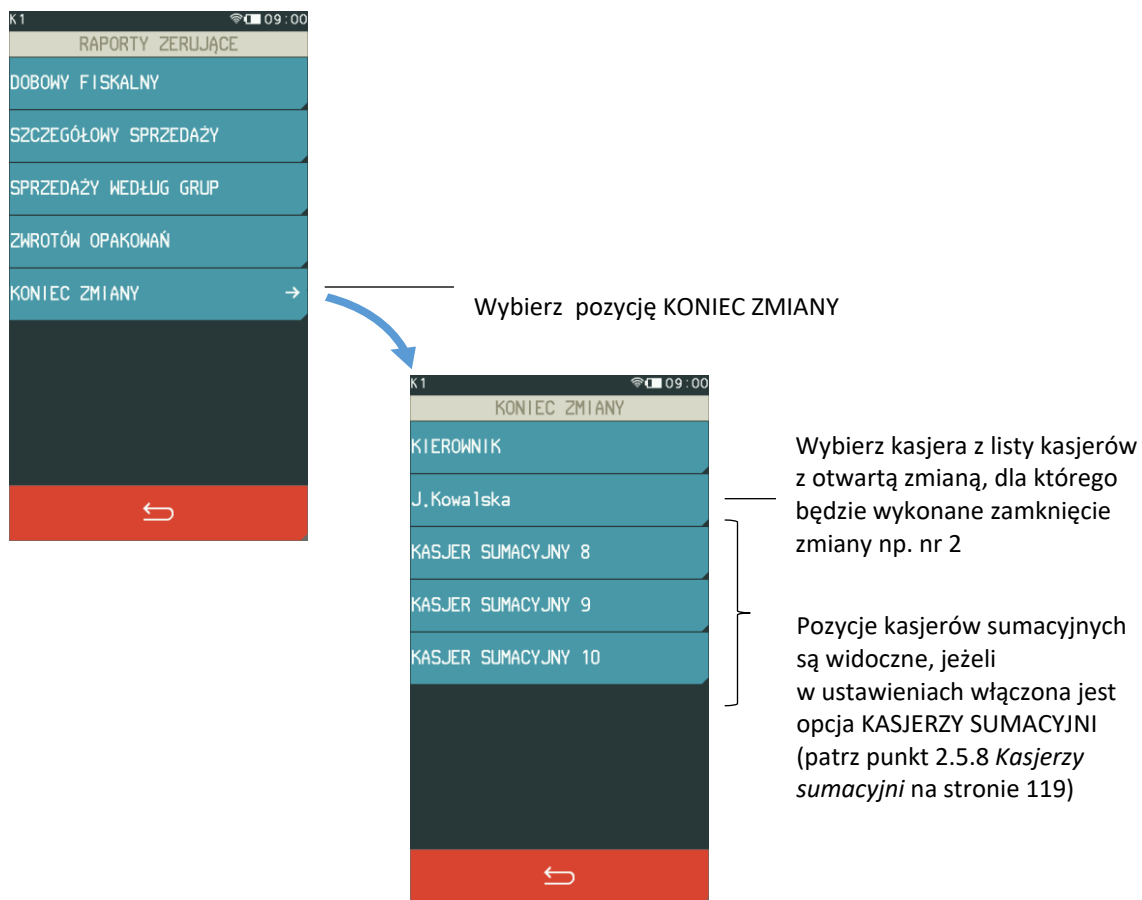 K1 09:00
RAPORTY ZERUJĄCE
DOBOWY FISKALNY
SZCZEGÓŁOWY SPRZEDAŻY
SPRZEDAŻY WEDŁUG GRUP
ZWROTÓW OPAKOWAŃ
KONIEC ZMIANY →
Wybierz pozycję KONIEC ZMIANY
K1 09:00
KONIEC ZMIANY
KIEROWNIK
J.Kowalska
KASJER SUMACYJNY 8
KASJER SUMACYJNY 9
KASJER SUMACYJNY 10
Wybierz kasjera z listy kasjerów
z otwartą zmianą, dla którego
będzie wykonane zamknięcie
zmiany np. nr 2
Pozycje kasjerów sumacyjnych
są widoczne, jeżeli
w ustawieniach włączona jest
opcja KASJERZY SUMACYJNI
(patrz punkt 2.5.8 Kasjerzy
sumacyjni na stronie 119)